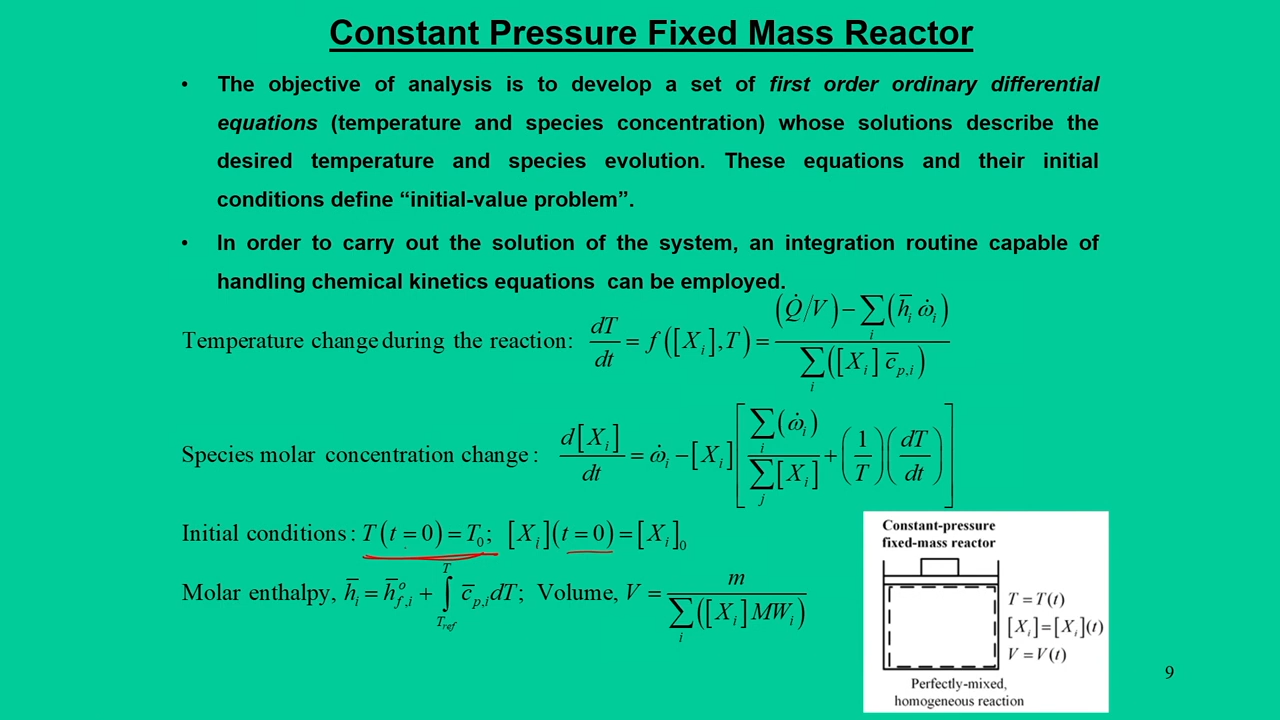 Constant Pressure Fixed Mass Reactor
• The objective of analysis is to develop a set of first order ordinary differential
equations (temperature and species concentration) whose solutions describe the
desired temperature and species evolution. These equations and their initial
conditions define “initial-value problem”.
• In order to carry out the solution of the system, an integration routine capable of
handling chemical kinetics equations can be employed.
Temperature change during the reaction: dT/dt = f([X_i],T) = ((Q̇/V) − ∑_i (h̄_i ω̇_i)) / (∑_i ([X_i] c̄_p,i))
Species molar concentration change : d[X_i]/dt = ω̇_i − [X_i] [ ∑_i (ω̇_i) / ∑_j [X_i] + (1/T)(dT/dt) ]
Initial conditions : T(t = 0) = T_0; [X_i](t = 0) = [X_i]_0
Molar enthalpy, h̄_i = h̄^o_f,i + ∫_{T_ref}^{T} c̄_p,i dT; Volume, V = m / ∑_i ([X_i] MW_i)
Constant-pressure
fixed-mass reactor
T = T(t)
[X_i] = [X_i](t)
V = V(t)
Perfectly-mixed,
homogeneous reaction
9